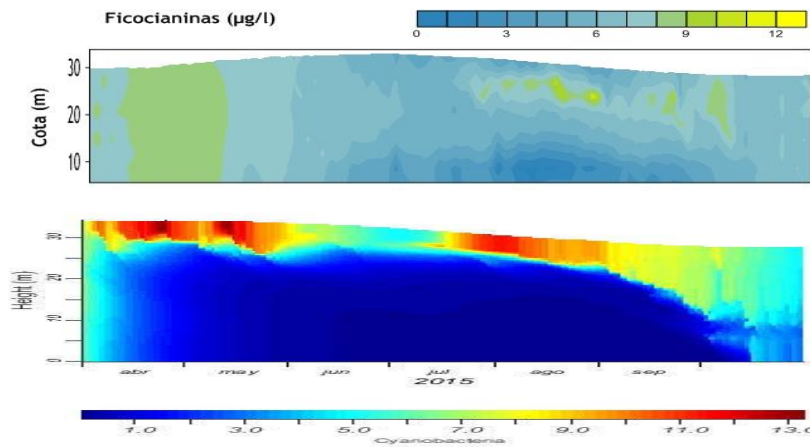 Ficocianinas (µg/l)
0 3 6 9 12
Cota (m)
30
20
10
Height (m)
30
20
10
0
abr may jun jul ago sep
2015
1.0 3.0 5.0 7.0 9.0 11.0 13.0
Cyanobacteria